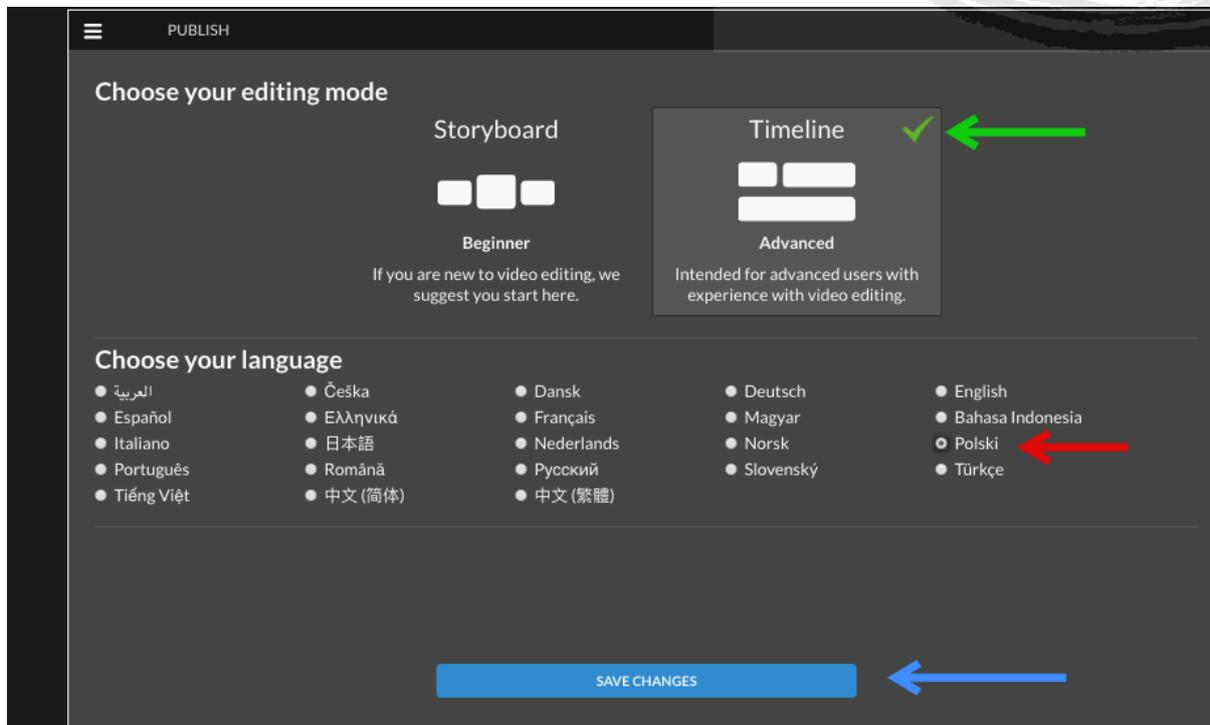 PUBLISH
Choose your editing mode
Storyboard
Timeline
Beginner
Advanced
If you are new to video editing, we
suggest you start here.
Intended for advanced users with
experience with video editing.
Choose your language
العربية Češka Dansk Deutsch English
Español Ελληνικά Français Magyar Bahasa Indonesia
Italiano 日本語 Nederlands Norsk Polski
Português Română Русский Slovenský Türkçe
Tiếng Việt 中文 (简体) 中文 (繁體)
SAVE CHANGES